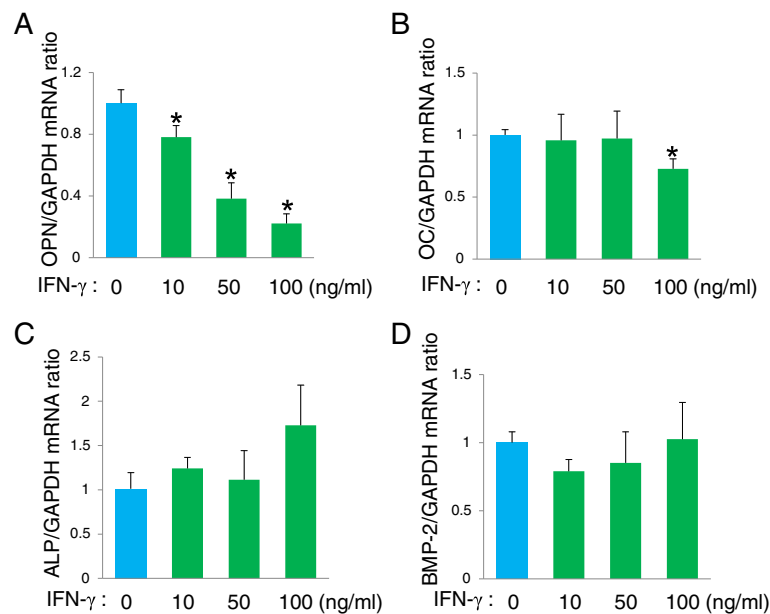 A
OPN/GAPDH mRNA ratio
1.2
0.8
0.4
0
*
*
*
IFN-γ : 0 10 50 100 (ng/ml)
B
OC/GAPDH mRNA ratio
1.5
1
0.5
0
*
IFN-γ : 0 10 50 100 (ng/ml)
C
ALP/GAPDH mRNA ratio
2.5
2
1.5
1
0.5
0
IFN-γ : 0 10 50 100 (ng/ml)
D
BMP-2/GAPDH mRNA ratio
1.5
1
0.5
0
IFN-γ : 0 10 50 100 (ng/ml)